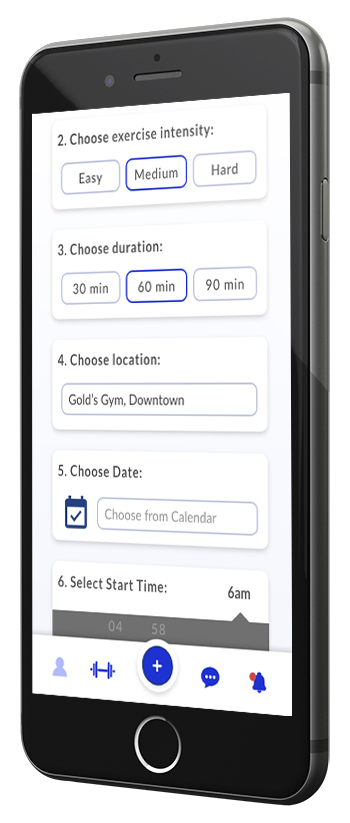 2. Choose exercise intensity:
Easy Medium Hard
3. Choose duration:
30 min 60 min 90 min
4. Choose location:
Gold's Gym, Downtown
5. Choose Date:
Choose from Calendar
6. Select Start Time:
6am
04 58
+